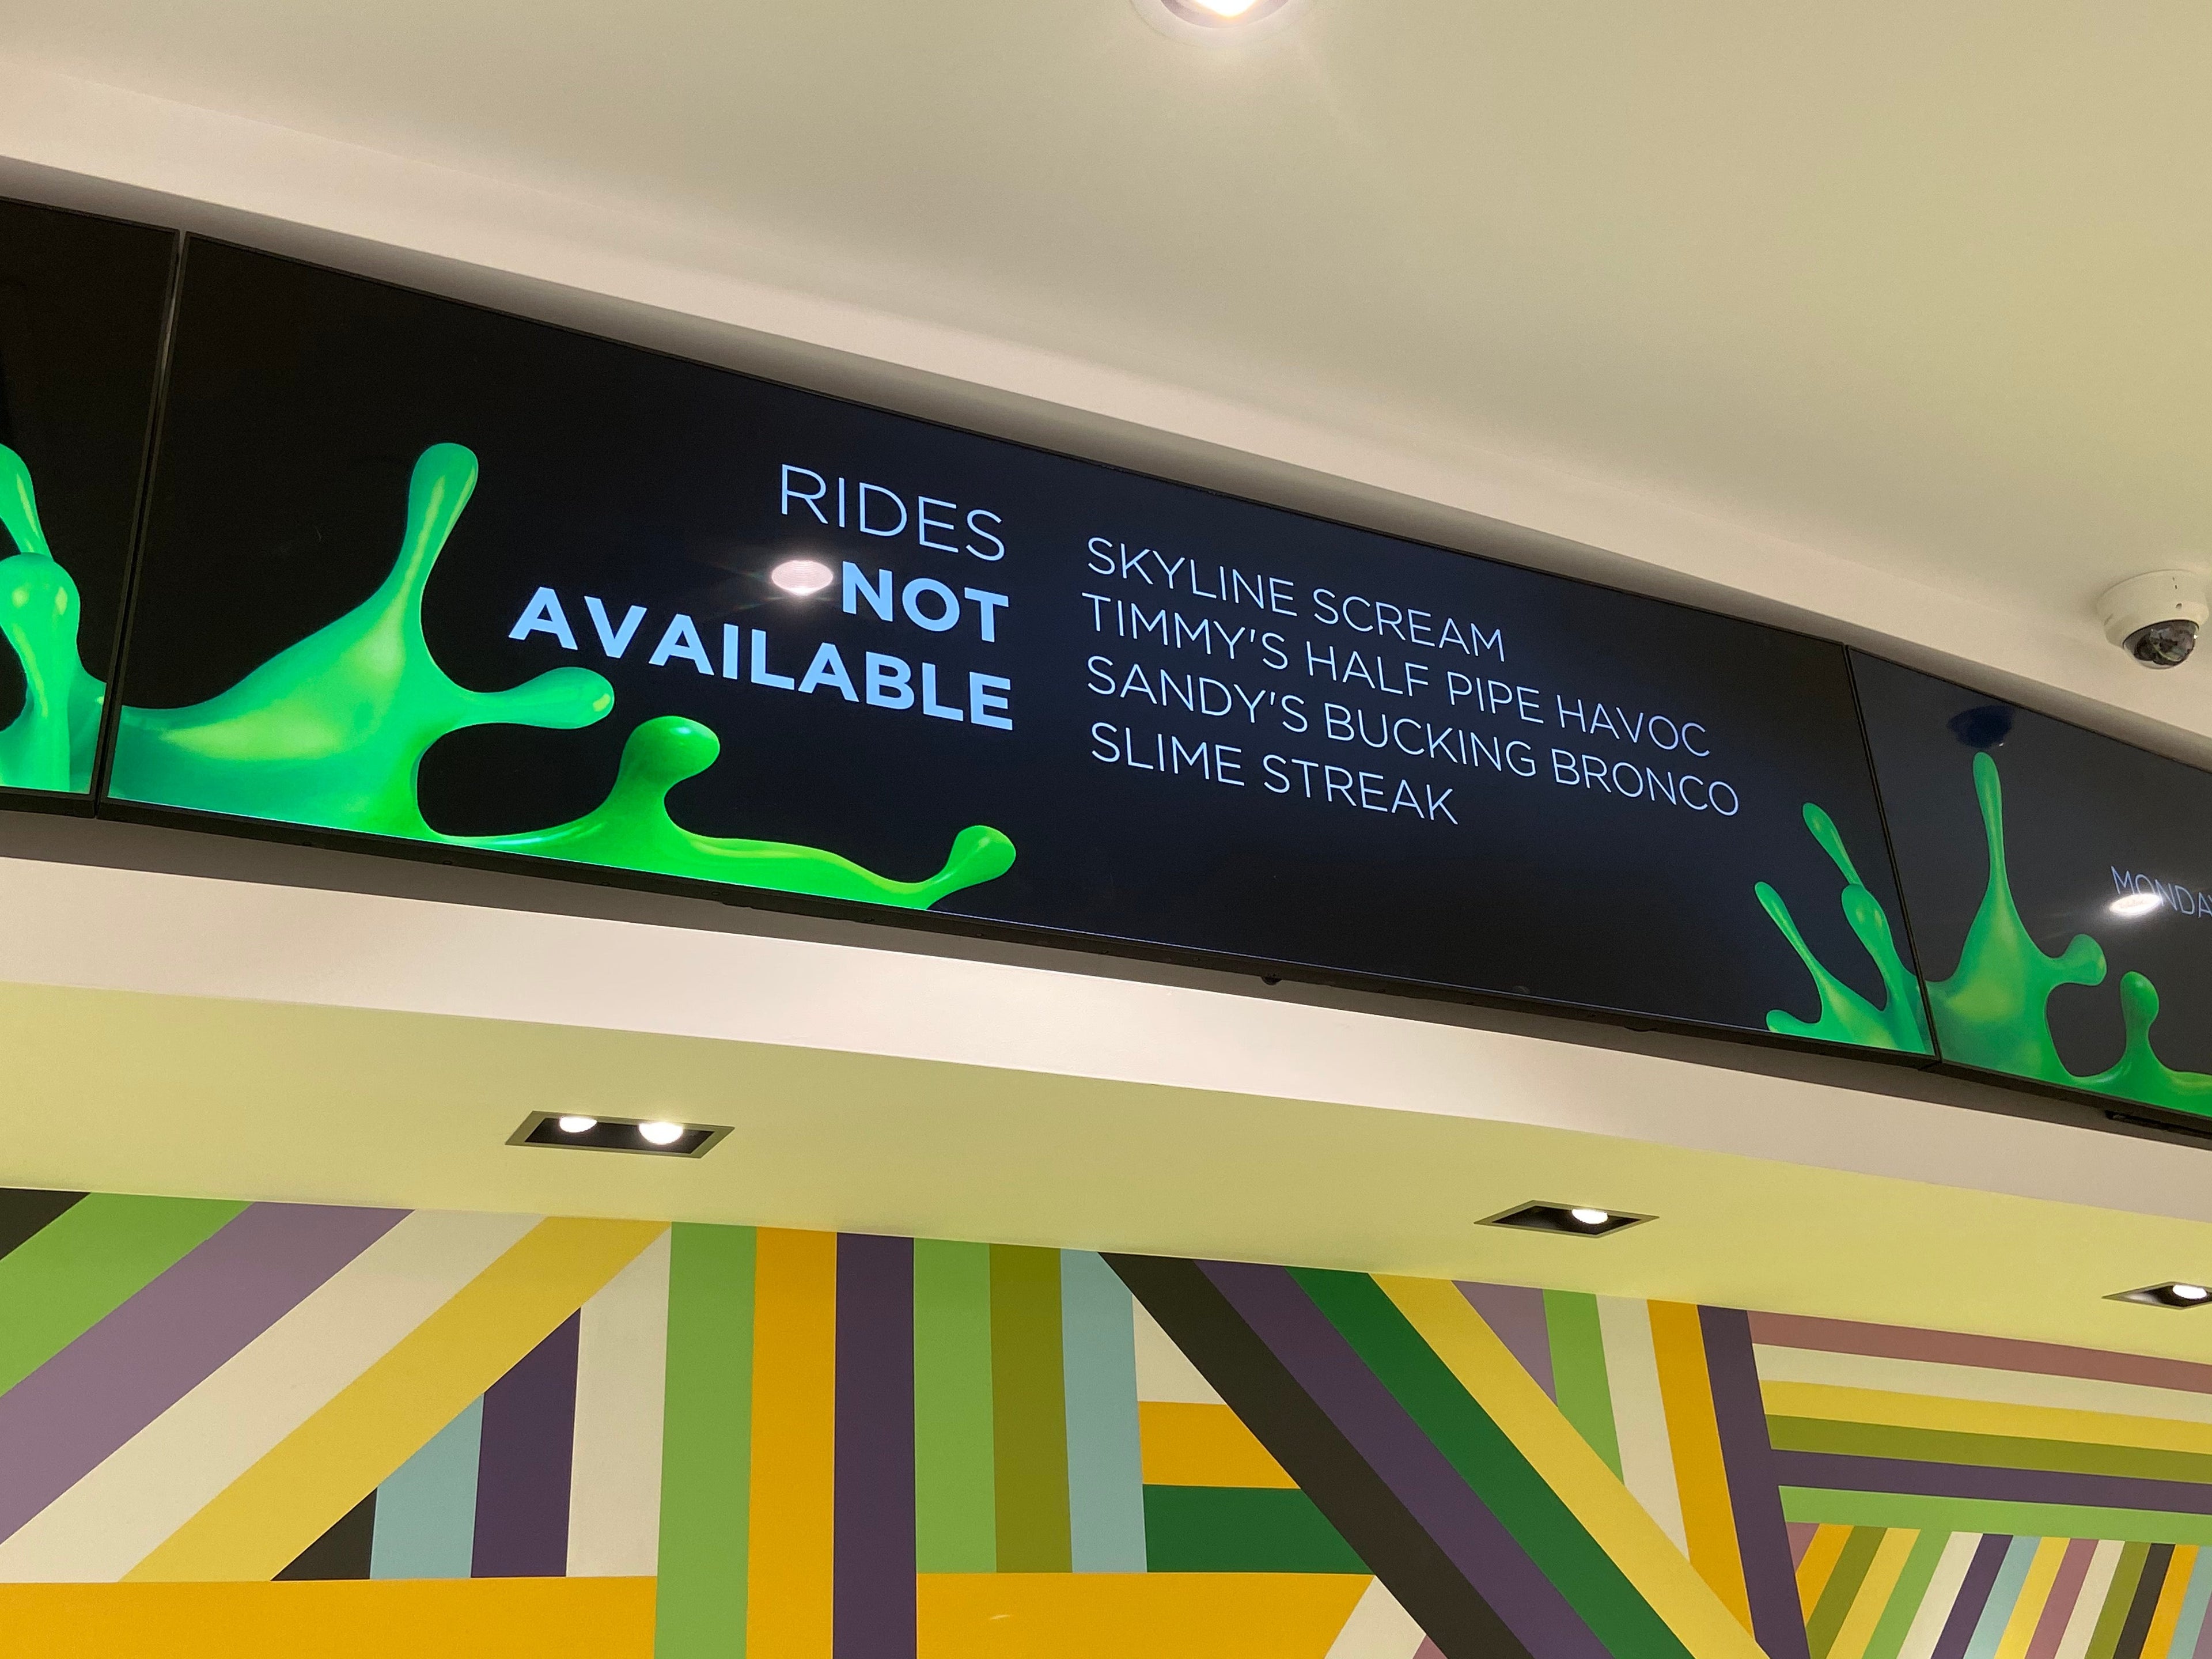 RIDES
NOT
AVAILABLE
SKYLINE SCREAM
TIMMY'S HALF PIPE HAVOC
SANDY'S BUCKING BRONCO
SLIME STREAK